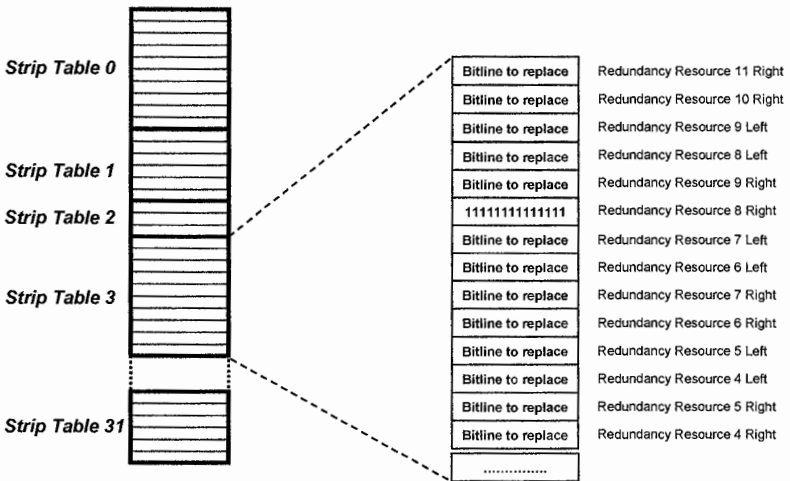 Strip Table 0
Strip Table 1
Strip Table 2
Strip Table 3
Strip Table 31
Bitline to replace Redundancy Resource 11 Right
Bitline to replace Redundancy Resource 10 Right
Bitline to replace Redundancy Resource 9 Left
Bitline to replace Redundancy Resource 8 Left
Bitline to replace Redundancy Resource 9 Right
11111111111111 Redundancy Resource 8 Right
Bitline to replace Redundancy Resource 7 Left
Bitline to replace Redundancy Resource 6 Left
Bitline to replace Redundancy Resource 7 Right
Bitline to replace Redundancy Resource 6 Right
Bitline to replace Redundancy Resource 5 Left
Bitline to replace Redundancy Resource 4 Left
Bitline to replace Redundancy Resource 5 Right
Bitline to replace Redundancy Resource 4 Right
...............